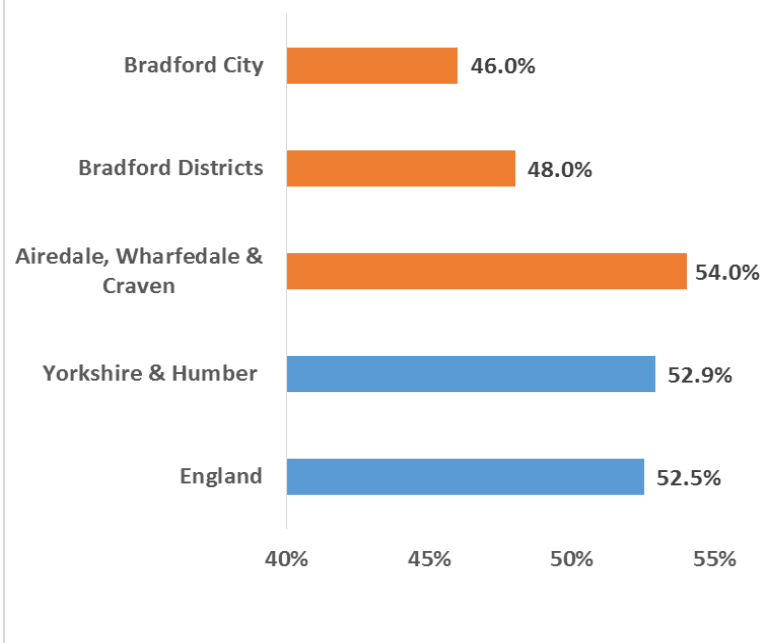 Bradford City
46.0%
Bradford Districts
48.0%
Airedale, Wharfedale &
Craven
54.0%
Yorkshire & Humber
52.9%
England
52.5%
40%
45%
50%
55%